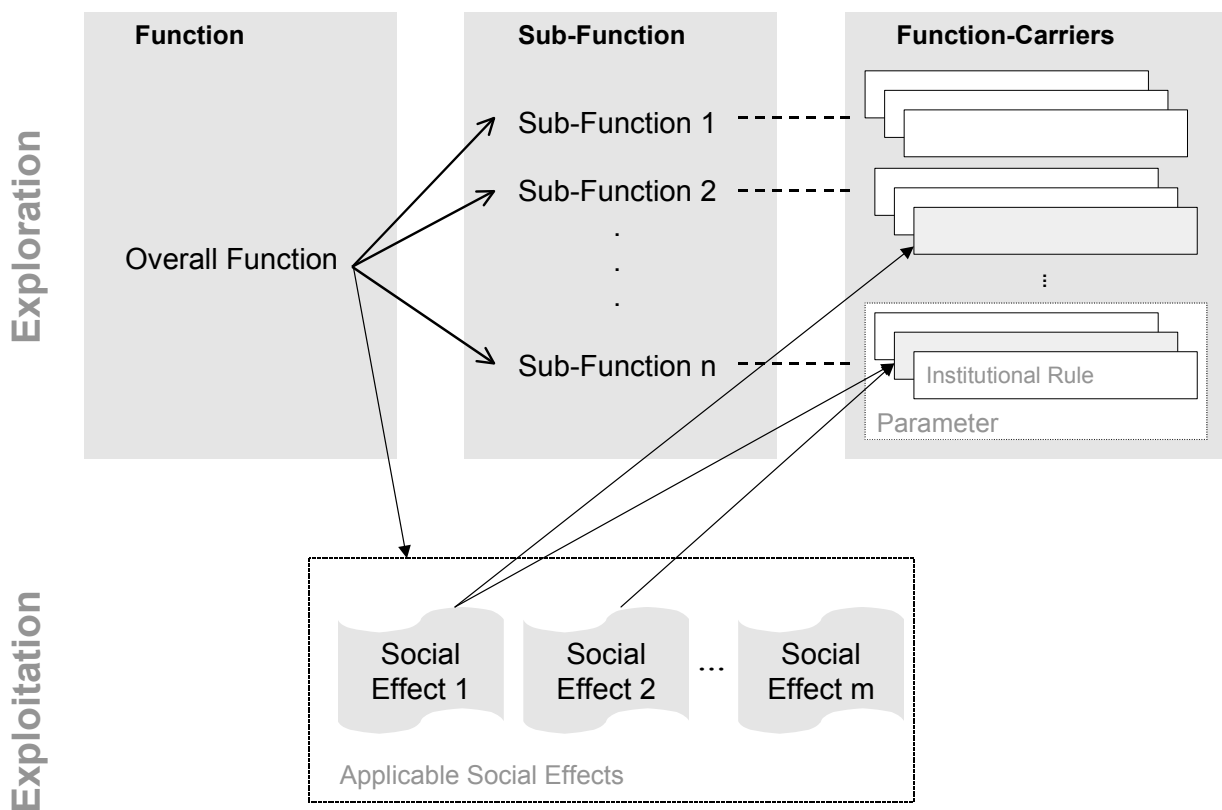 Function
Sub-Function
Function-Carriers
Exploration
Overall Function
Sub-Function 1
Sub-Function 2
.
.
.
Sub-Function n
...
Institutional Rule
Parameter
Exploitation
Social
Effect 1
Social
Effect 2
...
Social
Effect m
Applicable Social Effects